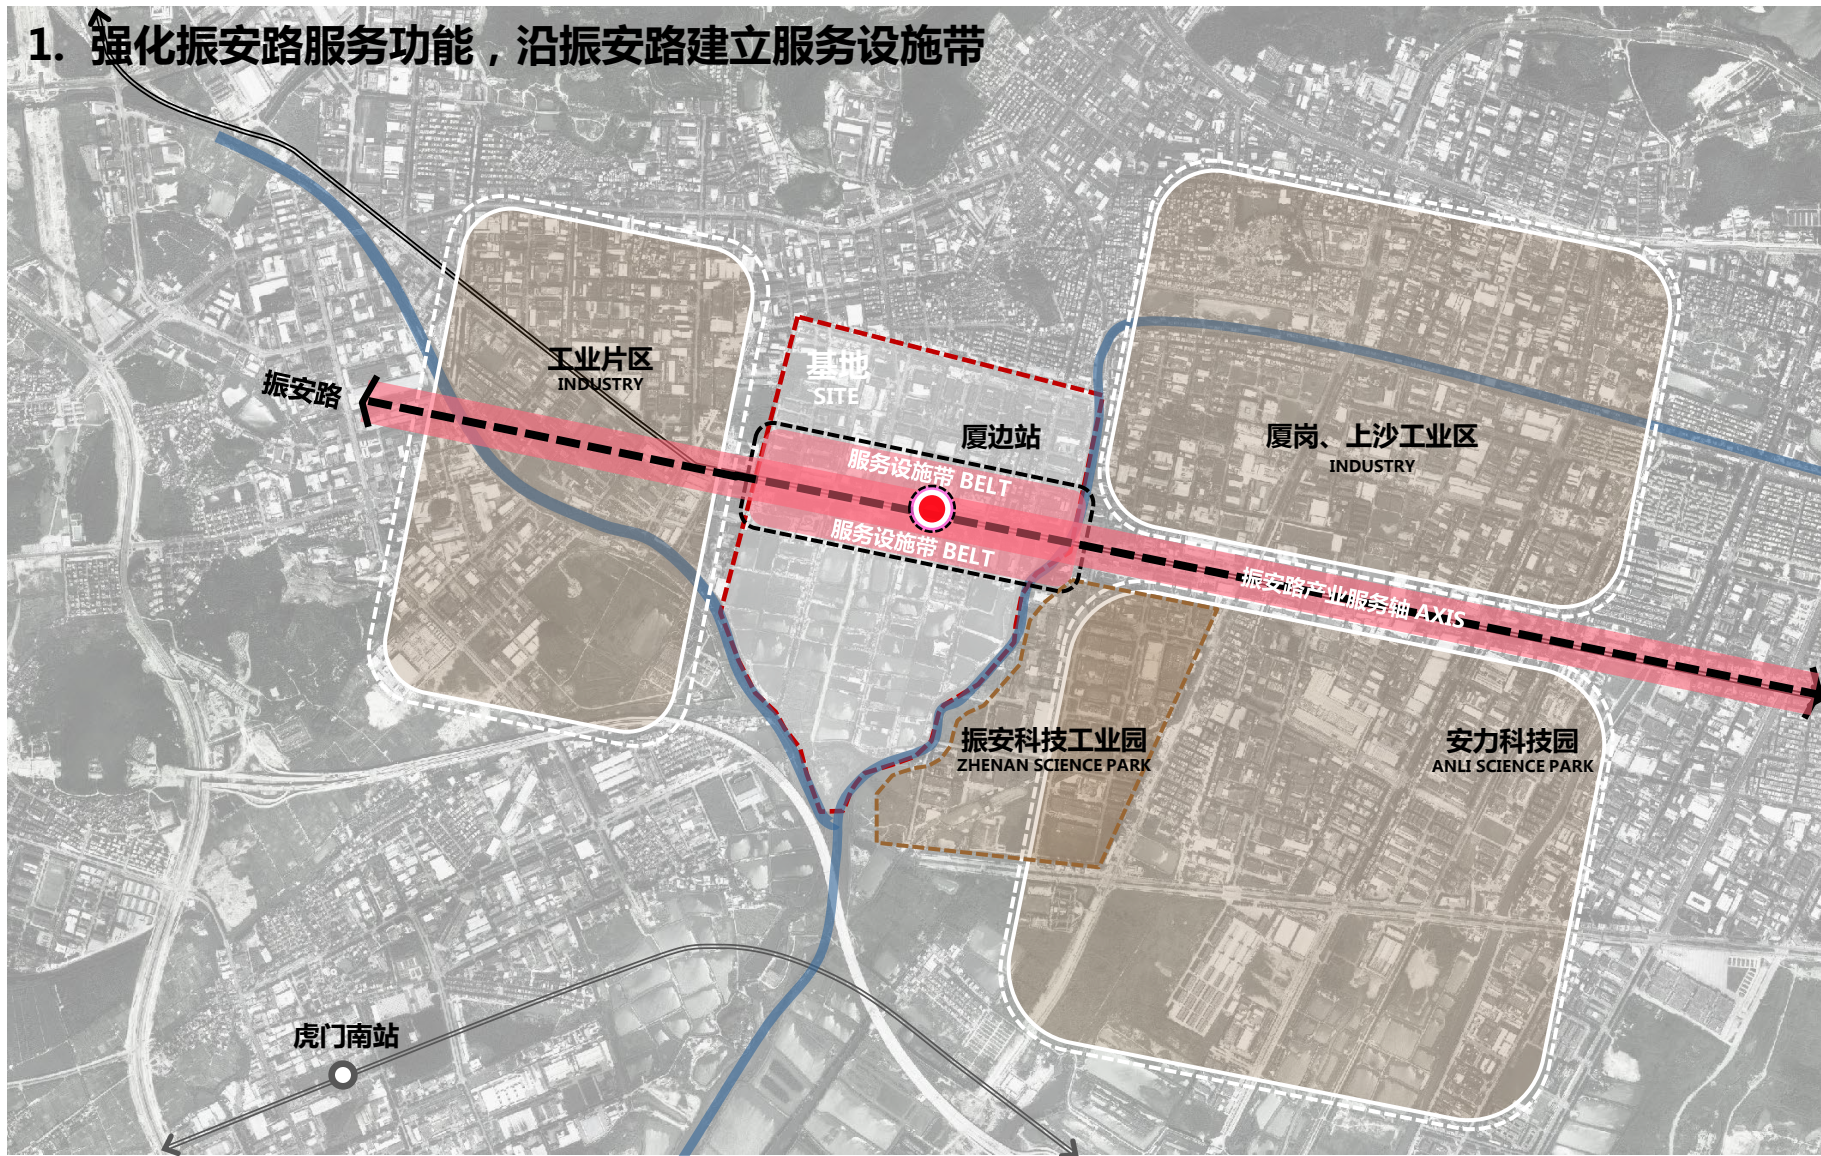 1. 强化振安路服务功能，沿振安路建立服务设施带
工业片区
INDUSTRY
振安路
基地
SITE
厦边站
服务设施带 BELT
服务设施带 BELT
厦岗、上沙工业区
INDUSTRY
振安路产业服务轴 AXIS
振安科技工业园
ZHENAN SCIENCE PARK
安力科技园
ANLI SCIENCE PARK
虎门南站